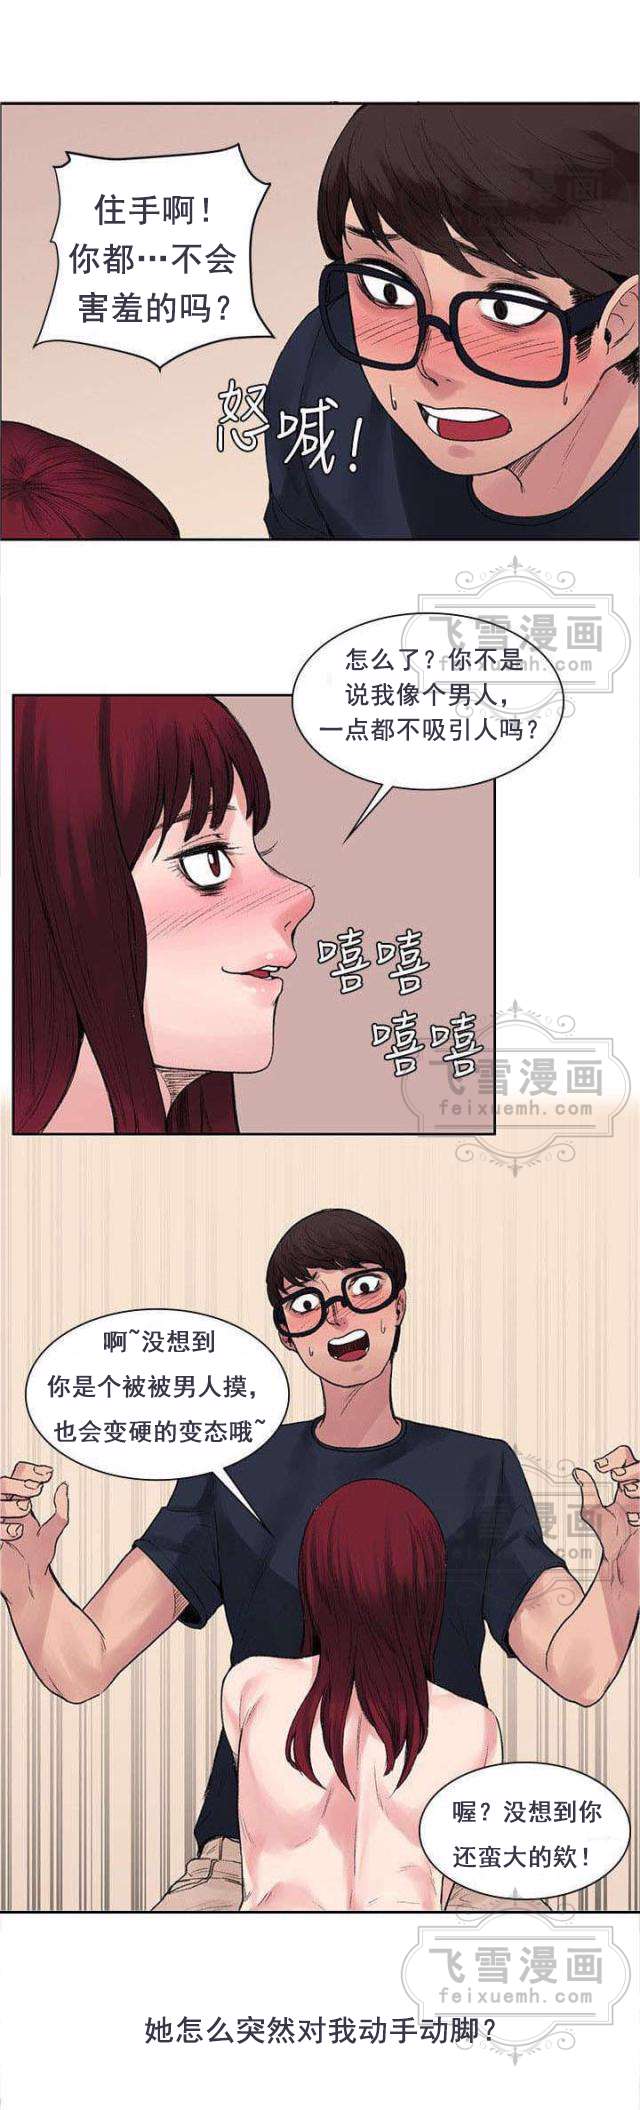 飞雪漫画
住手啊！
你都…不会
害羞的吗？
怒喊！
飞雪漫画
feixuemh.com
怎么了？你不是
说我像个男人，
一点都不吸引人吗？
嘻嘻
嘻嘻
飞雪漫画
feixuemh.com
啊~没想到
你是个被被男人摸，
也会变硬的变态哦~
飞雪漫画
feixuemh.com
喔？没想到你
还蛮大的欸！
飞雪漫画
feixuemh.com
她怎么突然对我动手动脚？